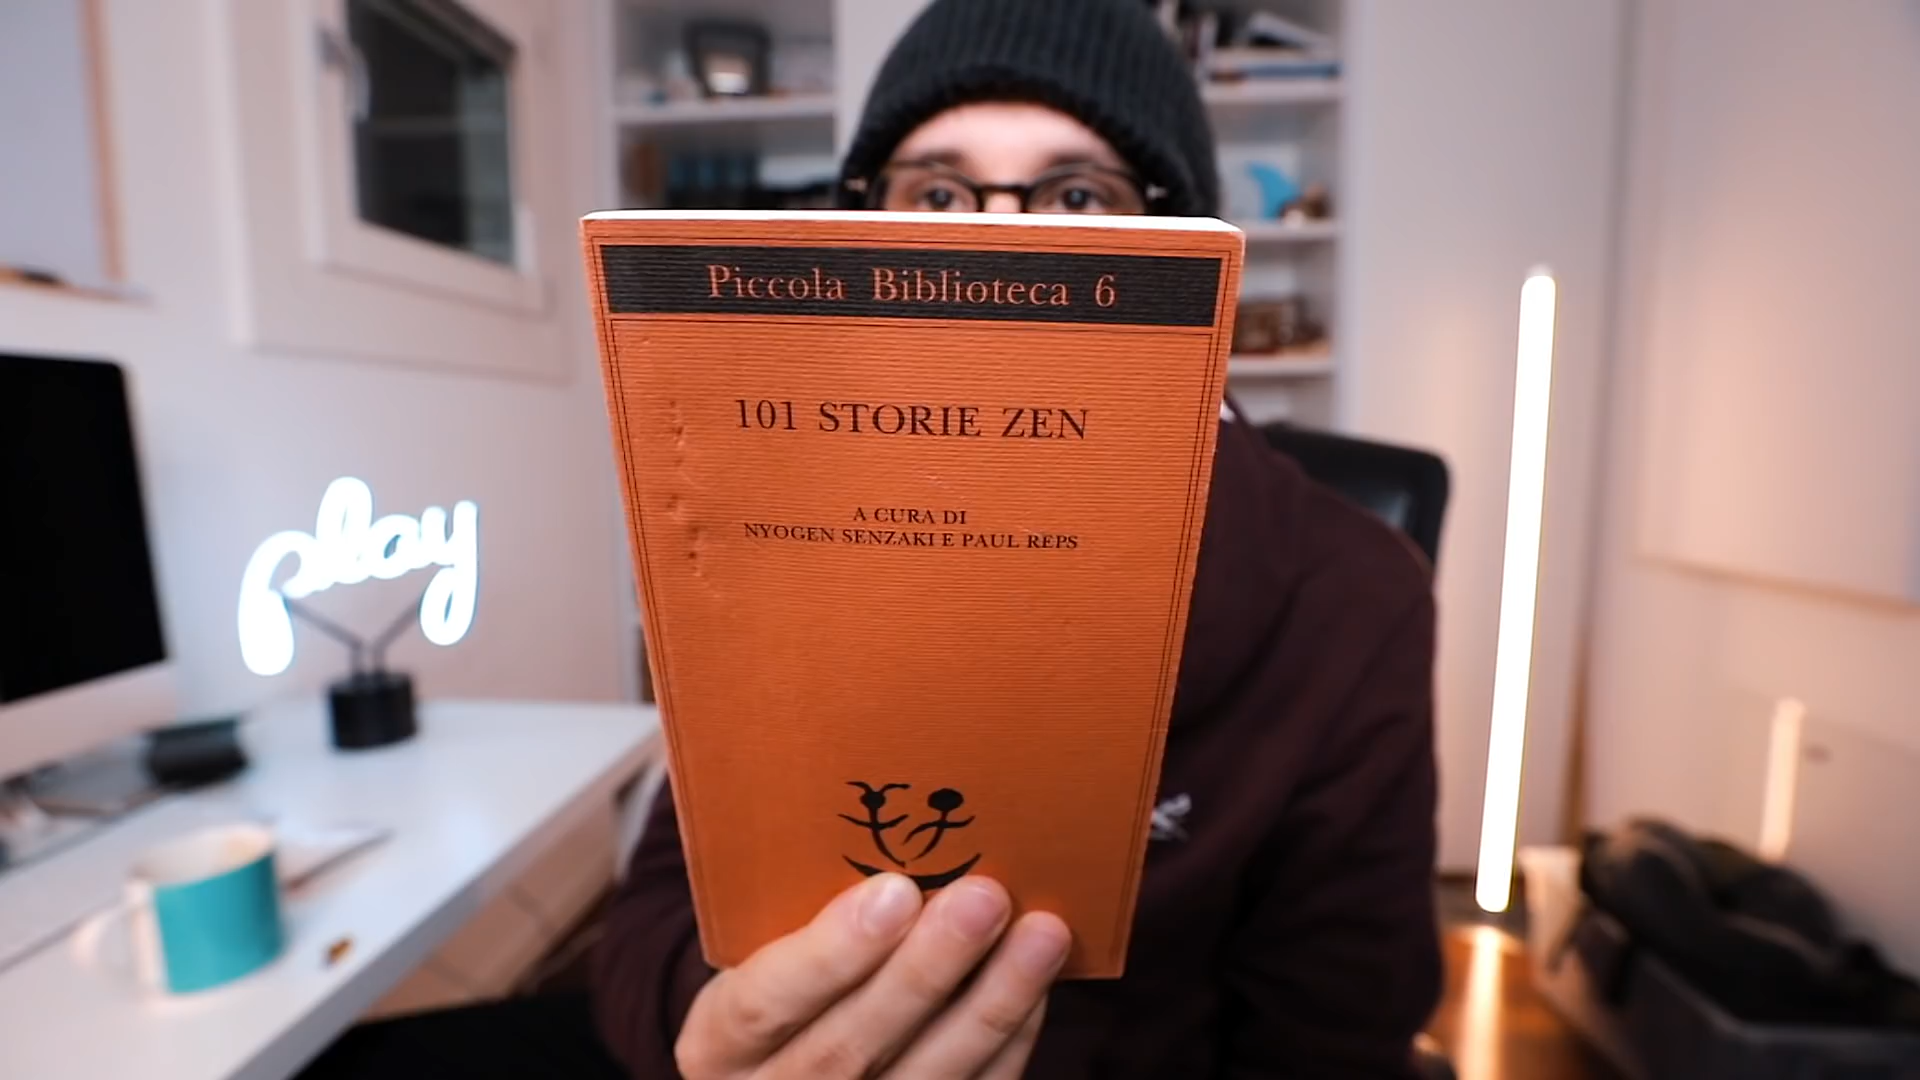 Piccola Biblioteca 6
101 STORIE ZEN
A CURA DI
NYOGEN SENZAKI E PAUL REPS
play